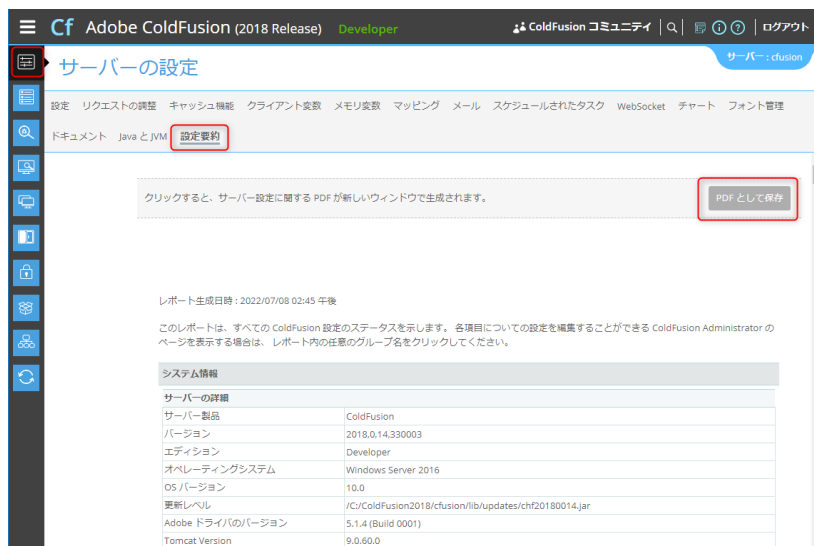 Cf Adobe ColdFusion (2018 Release) Developer ColdFusion コミュニティ ログアウト
サーバーの設定
サーバー : cfusion
設定 リクエストの調整 キャッシュ機能 クライアント変数 メモリ変数 マッピング メール スケジュールされたタスク WebSocket チャート フォント管理
ドキュメント Java と JVM 設定要約
クリックすると、サーバー設定に関する PDF が新しいウィンドウで生成されます。 PDF として保存
レポート生成日時 : 2022/07/08 02:45 午後
このレポートは、すべての ColdFusion 設定のステータスを示します。 各項目についての設定を編集することができる ColdFusion Administrator の
ページを表示する場合は、 レポート内の任意のグループ名をクリックしてください。
システム情報
サーバーの詳細
サーバー製品 ColdFusion
バージョン 2018,0,14,330003
エディション Developer
オペレーティングシステム Windows Server 2016
OS バージョン 10.0
更新レベル /C:/ColdFusion2018/cfusion/lib/updates/chf20180014.jar
Adobe ドライバのバージョン 5.1.4 (Build 0001)
Tomcat Version 9.0.60.0